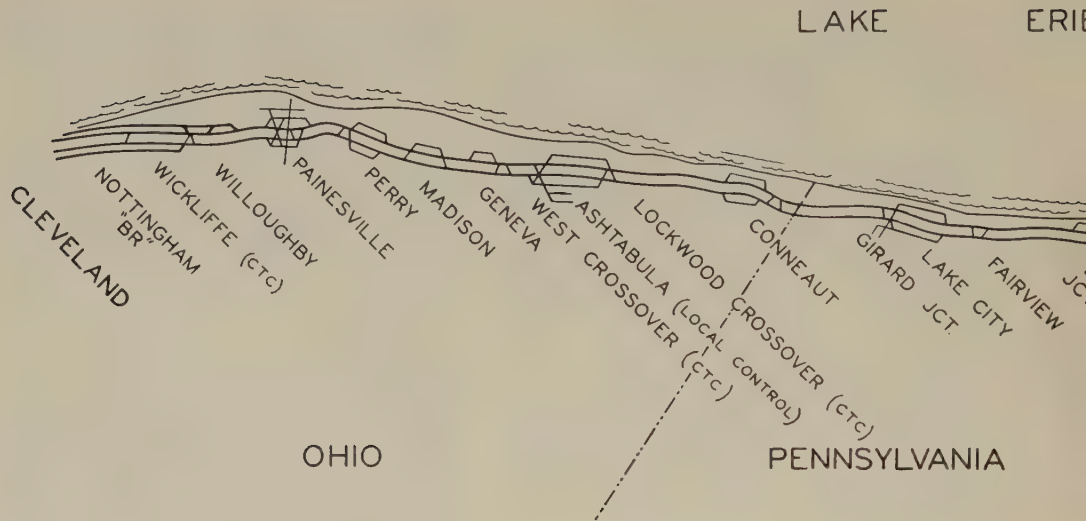 LAKE ERIE
CLEVELAND
NOTTINGHAM
"BR"
WICKLIFFE (CTC)
WILLOUGHBY
PAINESVILLE
PERRY
MADISON
GENEVA
WEST CROSSOVER (CTC)
ASHTABULA (LOCAL CONTROL)
LOCKWOOD CROSSOVER (CTC)
CONNEAUT
GIRARD JCT.
LAKE CITY
FAIRVIEW
JCT
OHIO
PENNSYLVANIA